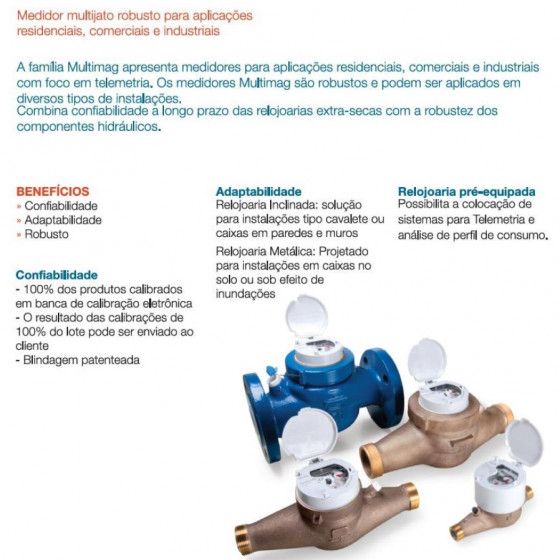 Medidor multijato robusto para aplicações
residenciais, comerciais e industriais
A família Multimag apresenta medidores para aplicações residenciais, comerciais e industriais
com foco em telemetria. Os medidores Multimag são robustos e podem ser aplicados em
diversos tipos de instalações.
Combina confiabilidade a longo prazo das relojoarias extra-secas com a robustez dos
componentes hidráulicos.
BENEFÍCIOS
» Confiabilidade
» Adaptabilidade
» Robusto
Confiabilidade
- 100% dos produtos calibrados
em banca de calibração eletrônica
- O resultado das calibrações de
100% do lote pode ser enviado ao
cliente
- Blindagem patenteada
Adaptabilidade
Relojoaria Inclinada: solução
para instalações tipo cavalete ou
caixas em paredes e muros
Relojoaria Metálica: Projetado
para instalações em caixas no
solo ou sob efeito de
inundações
Relojoaria pré-equipada
Possibilita a colocação de
sistemas para Telemetria e
análise de perfil de consumo.